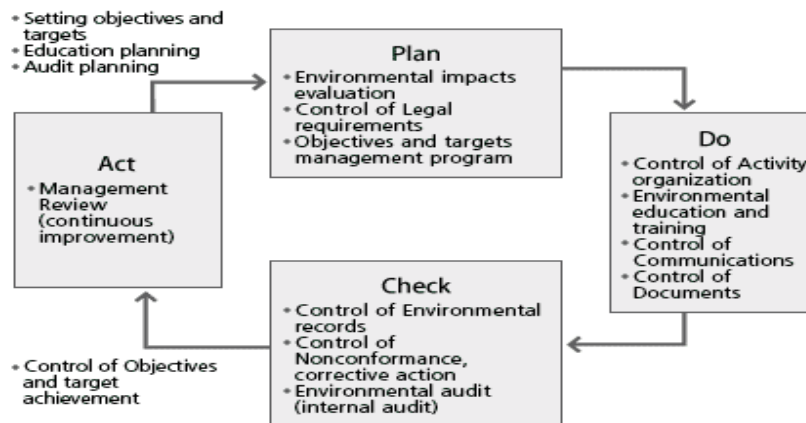 • Setting objectives and
targets
• Education planning
• Audit planning
Plan
• Environmental impacts
evaluation
• Control of Legal
requirements
• Objectives and targets
management program
Do
• Control of Activity
organization
• Environmental
education and
training
• Control of
Communications
• Control of
Documents
Act
• Management
Review
(continuous
improvement)
Check
• Control of Environmental
records
• Control of
Nonconformance,
corrective action
• Environmental audit
(internal audit)
• Control of Objectives
and target
achievement